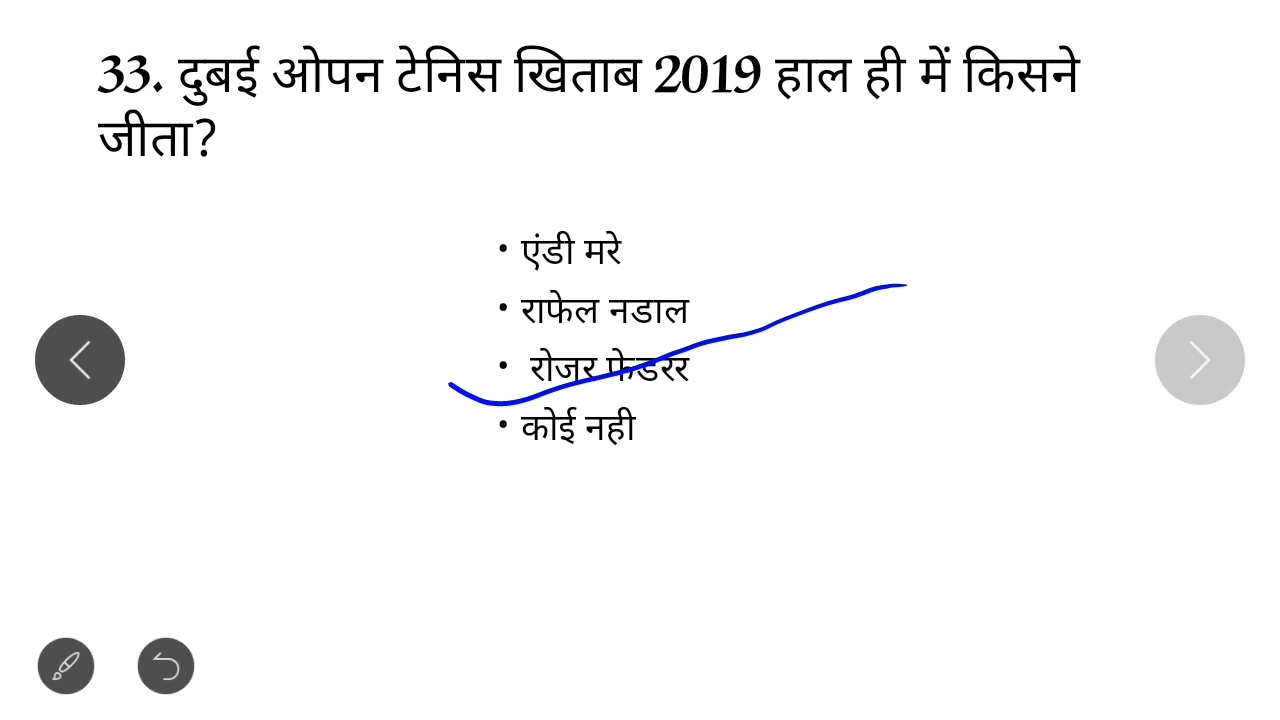 33. दुबई ओपन टेनिस खिताब 2019 हाल ही में किसने
जीता?
• एंडी मरे
• राफेल नडाल
• रोजर फेडरर
• कोई नही